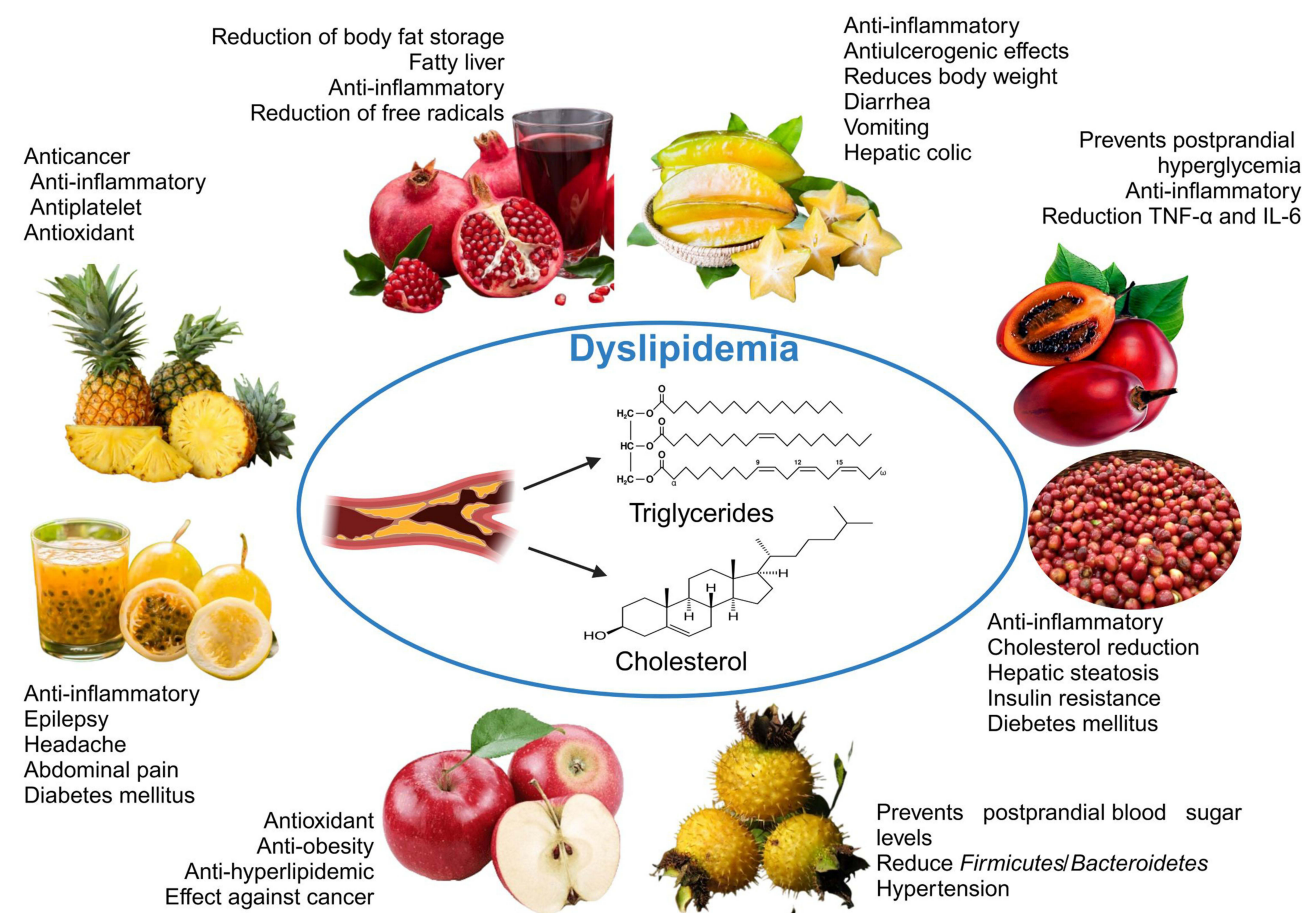 Reduction of body fat storage
Fatty liver
Anti-inflammatory
Reduction of free radicals
Anti-inflammatory
Antiulcerogenic effects
Reduces body weight
Diarrhea
Vomiting
Hepatic colic
Prevents postprandial
hyperglycemia
Anti-inflammatory
Reduction TNF-α and IL-6
Anticancer
Anti-inflammatory
Antiplatelet
Antioxidant
Dyslipidemia
O
H₂C O
O
HC O
O 9 12 15 ω
H₂C O α
Triglycerides
H
H
H H
HO
Cholesterol
Anti-inflammatory
Cholesterol reduction
Hepatic steatosis
Insulin resistance
Diebetes mellitus
Anti-inflammatory
Epilepsy
Headache
Abdominal pain
Diabetes mellitus
Antioxidant
Anti-obesity
Anti-hyperlipidemic
Effect against cancer
Prevents postprandial blood sugar
levels
Reduce Firmicutes/Bacteroidetes
Hypertension